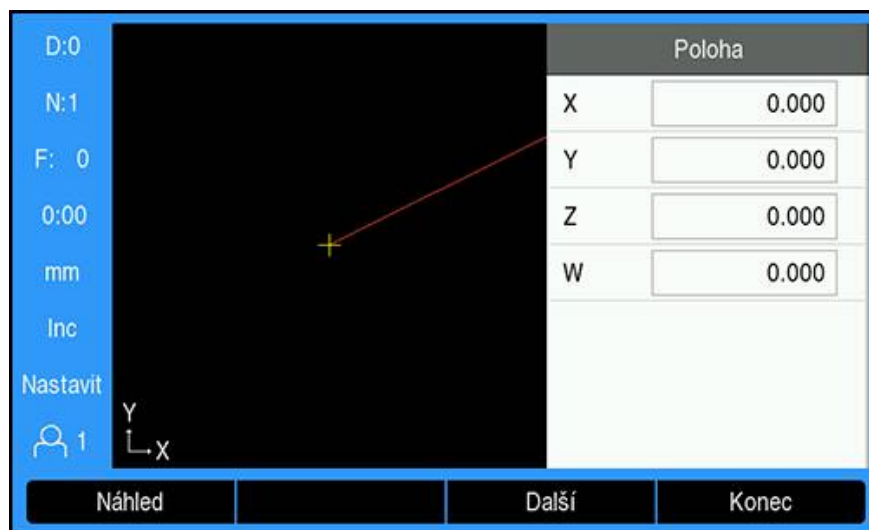 D:0
N:1
F: 0
0:00
mm
Inc
Nastavit
1
Y
X
Poloha
X 0.000
Y 0.000
Z 0.000
W 0.000
Náhled Další Konec